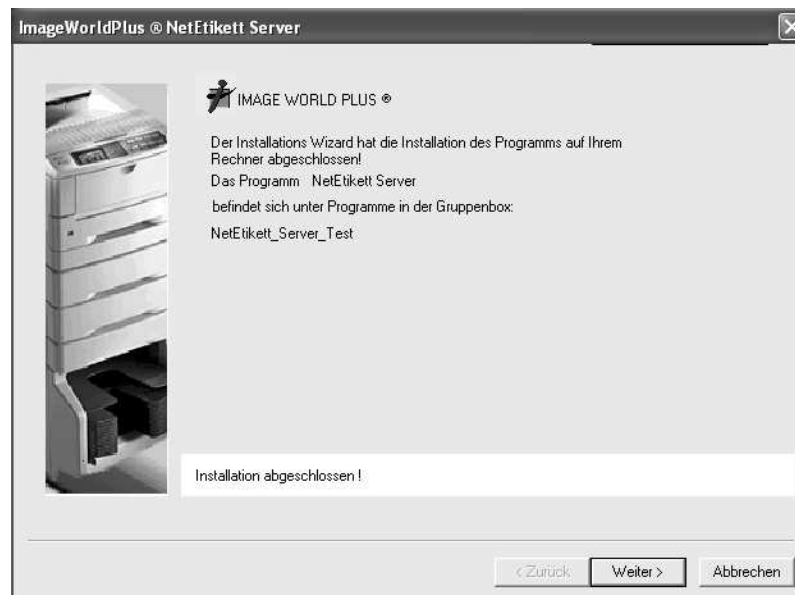 ImageWorldPlus ® NetEtikett Server
IMAGE WORLD PLUS ®
Der Installations Wizard hat die Installation des Programms auf Ihrem
Rechner abgeschlossen!
Das Programm NetEtikett Server
befindet sich unter Programme in der Gruppenbox:
NetEtikett_Server_Test
Installation abgeschlossen !
< Zurück Weiter > Abbrechen